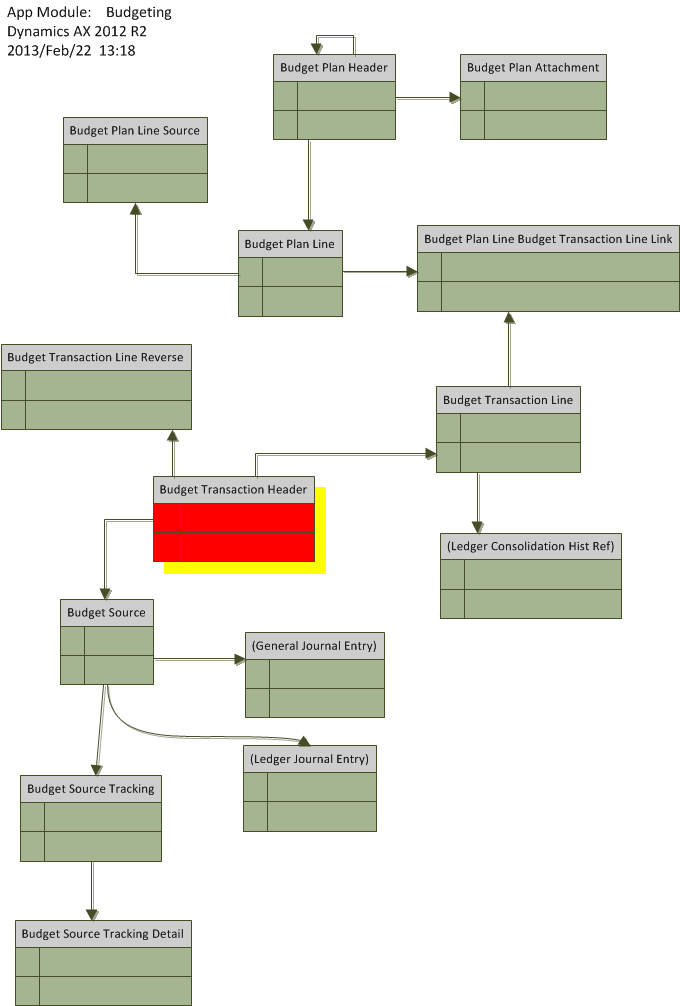 App Module:    Budgeting
Dynamics AX 2012 R2
2013/Feb/22  13:18
Budget Plan Header
Budget Plan Attachment
Budget Plan Line Source
Budget Plan Line
Budget Plan Line Budget Transaction Line Link
Budget Transaction Line Reverse
Budget Transaction Line
Budget Transaction Header
(Ledger Consolidation Hist Ref)
Budget Source
(General Journal Entry)
(Ledger Journal Entry)
Budget Source Tracking
Budget Source Tracking Detail